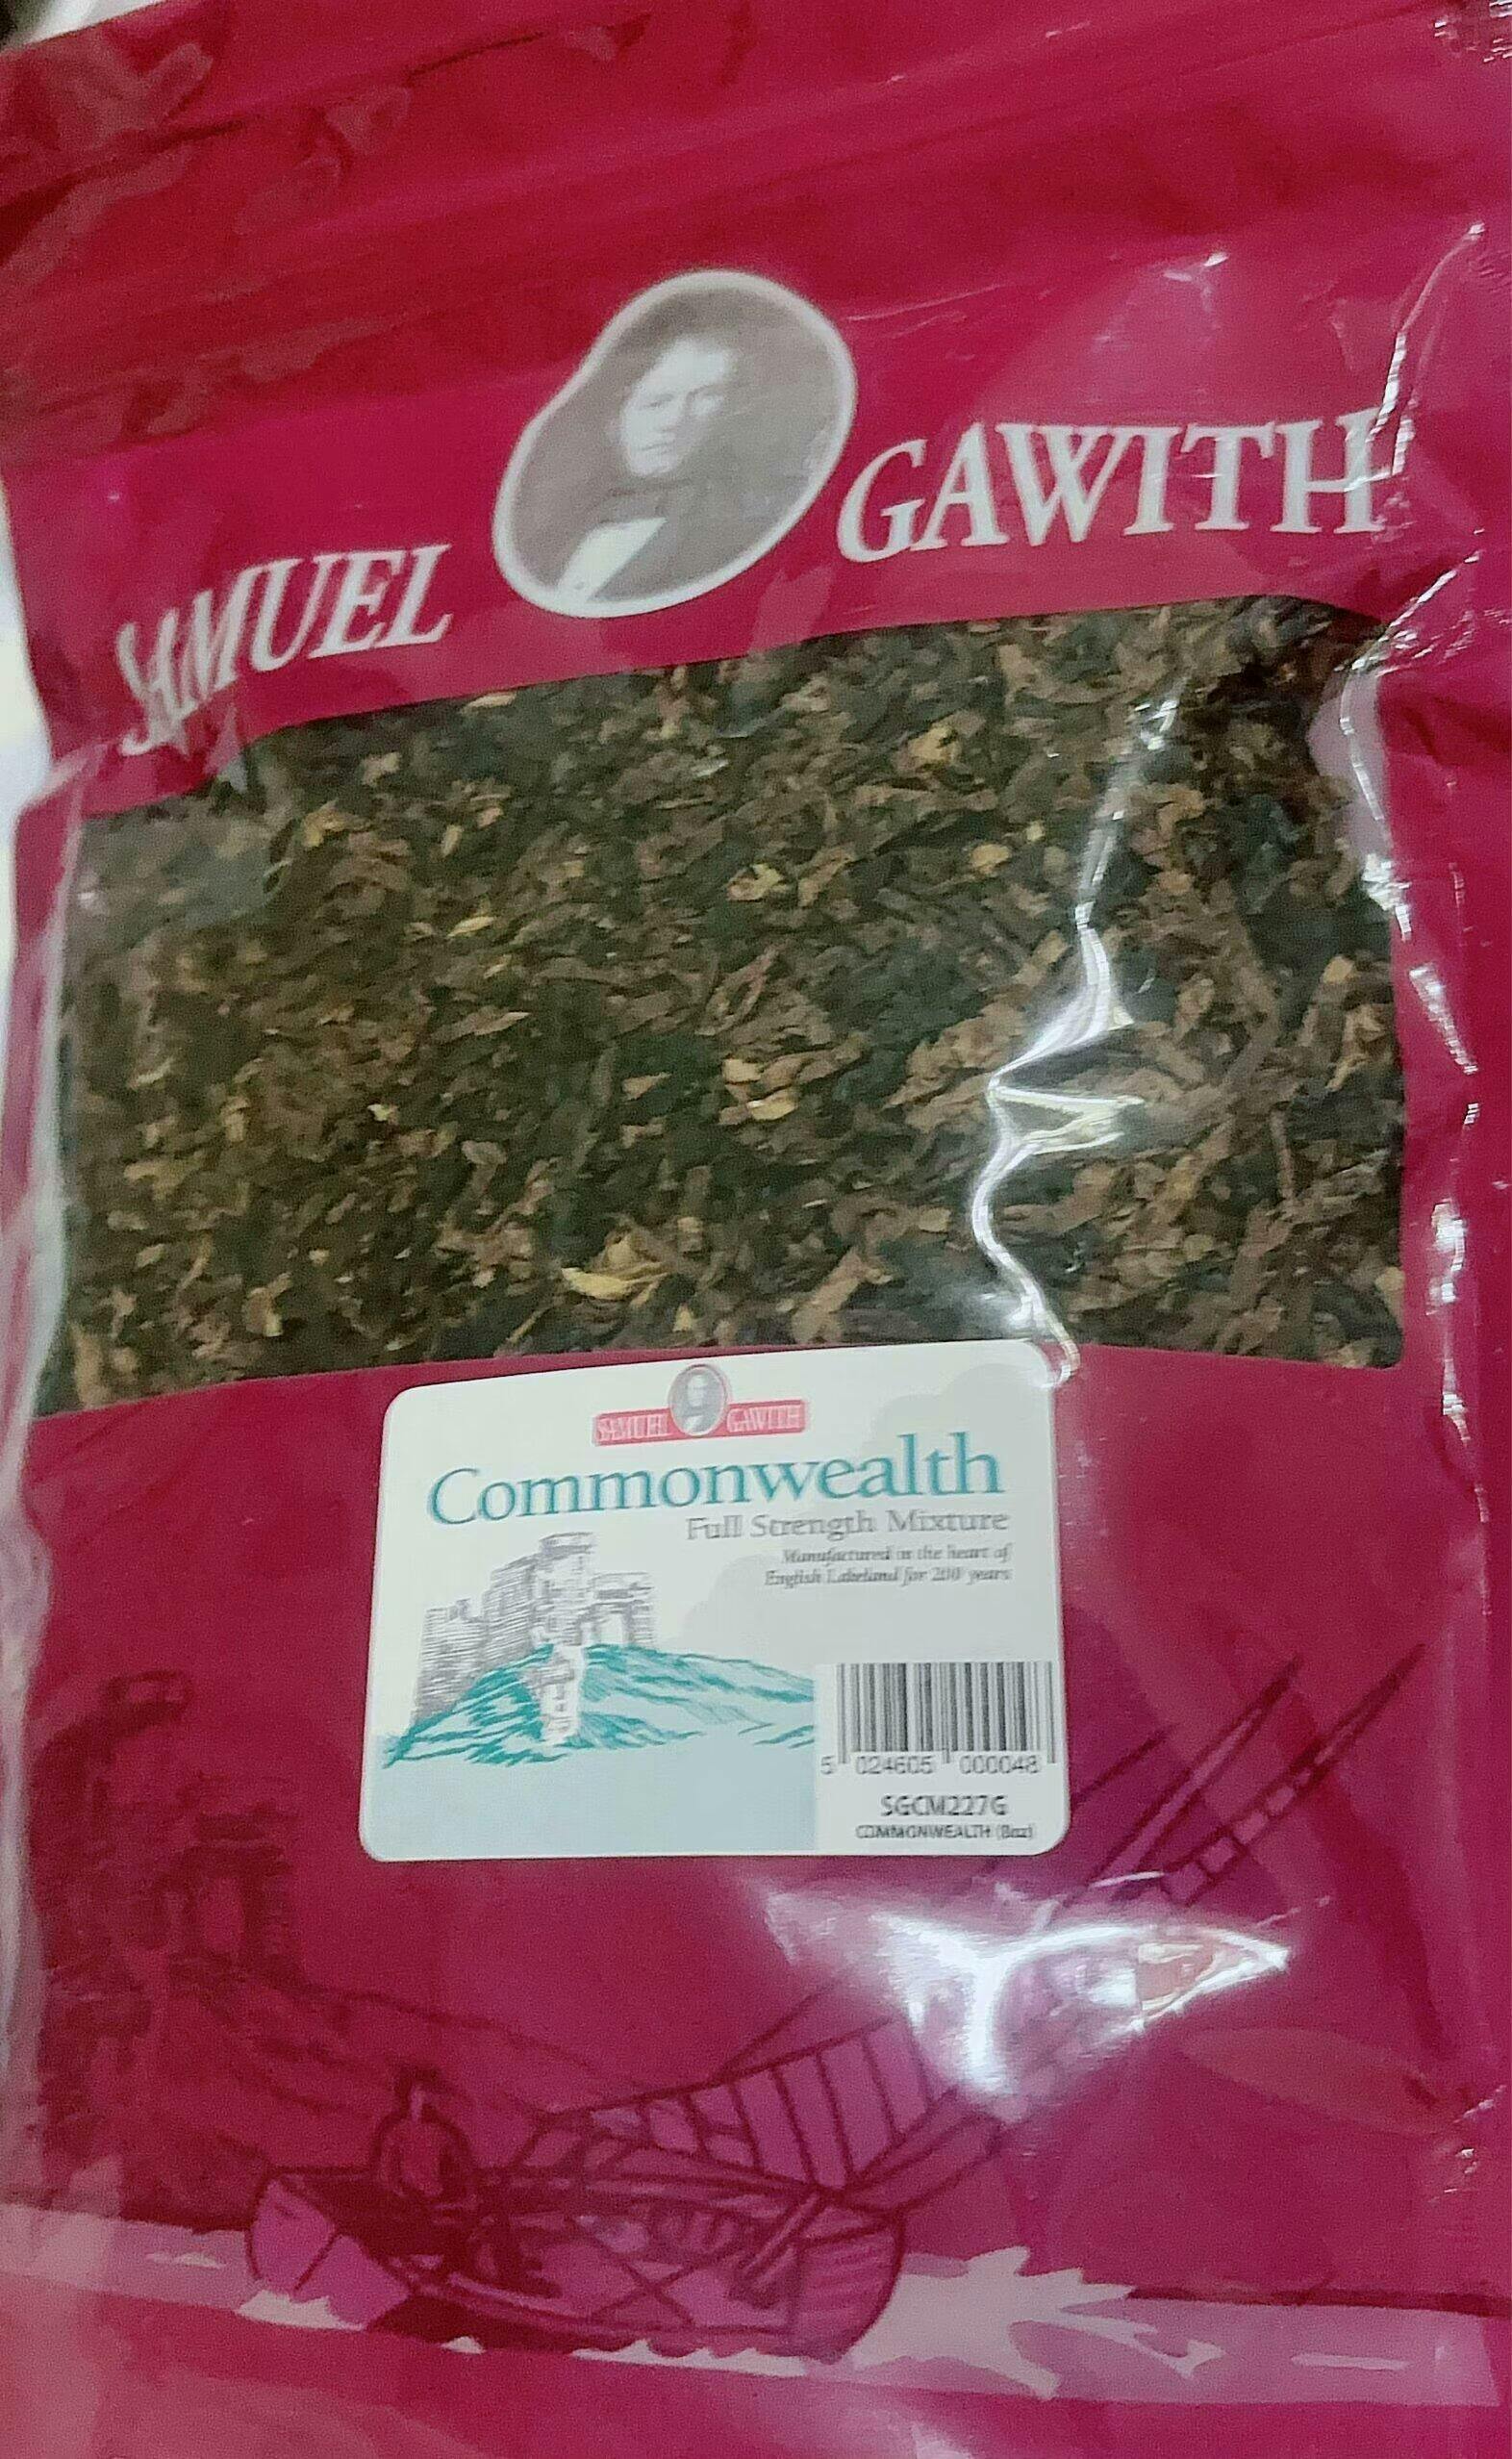 SAMUEL GAWITH
SAMUEL GAWITH
Commonwealth
Full Strength Mixture
Manufactured in the heart of
English Lakeland for 200 years
5 024605 000048
SGCM227G
COMMONWEALTH (8oz)